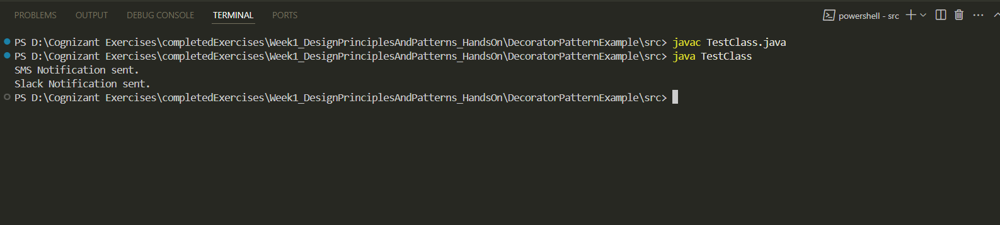 PROBLEMS OUTPUT DEBUG CONSOLE TERMINAL PORTS powershell - src
PS D:\Cognizant Exercises\completedExercises\Week1_DesignPrinciplesAndPatterns_HandsOn\DecoratorPatternExample\src> javac TestClass.java
PS D:\Cognizant Exercises\completedExercises\Week1_DesignPrinciplesAndPatterns_HandsOn\DecoratorPatternExample\src> java TestClass
SMS Notification sent.
Slack Notification sent.
PS D:\Cognizant Exercises\completedExercises\Week1_DesignPrinciplesAndPatterns_HandsOn\DecoratorPatternExample\src>